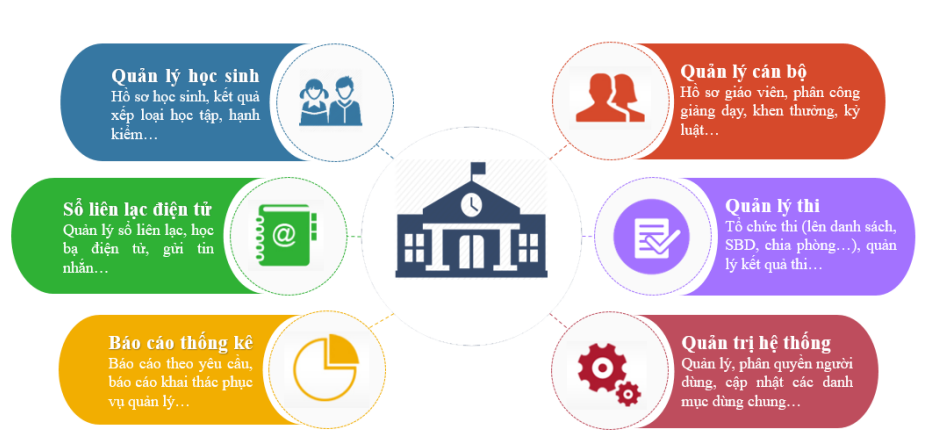 Quản lý học sinh
Hồ sơ học sinh, kết quả
xếp loại học tập, hạnh
kiểm…
Quản lý cán bộ
Hồ sơ giáo viên, phân công
giảng dạy, khen thưởng, kỷ
luật…
Sổ liên lạc điện tử
Quản lý sổ liên lạc, học
bạ điện tử, gửi tin
nhắn…
@
Quản lý thi
Tổ chức thi (lên danh sách,
SBD, chia phòng…), quản
lý kết quả thi…
Báo cáo thống kê
Báo cáo theo yêu cầu,
báo cáo khai thác phục
vụ quản lý…
Quản trị hệ thống
Quản lý, phân quyền người
dùng, cập nhật các danh
mục dùng chung…